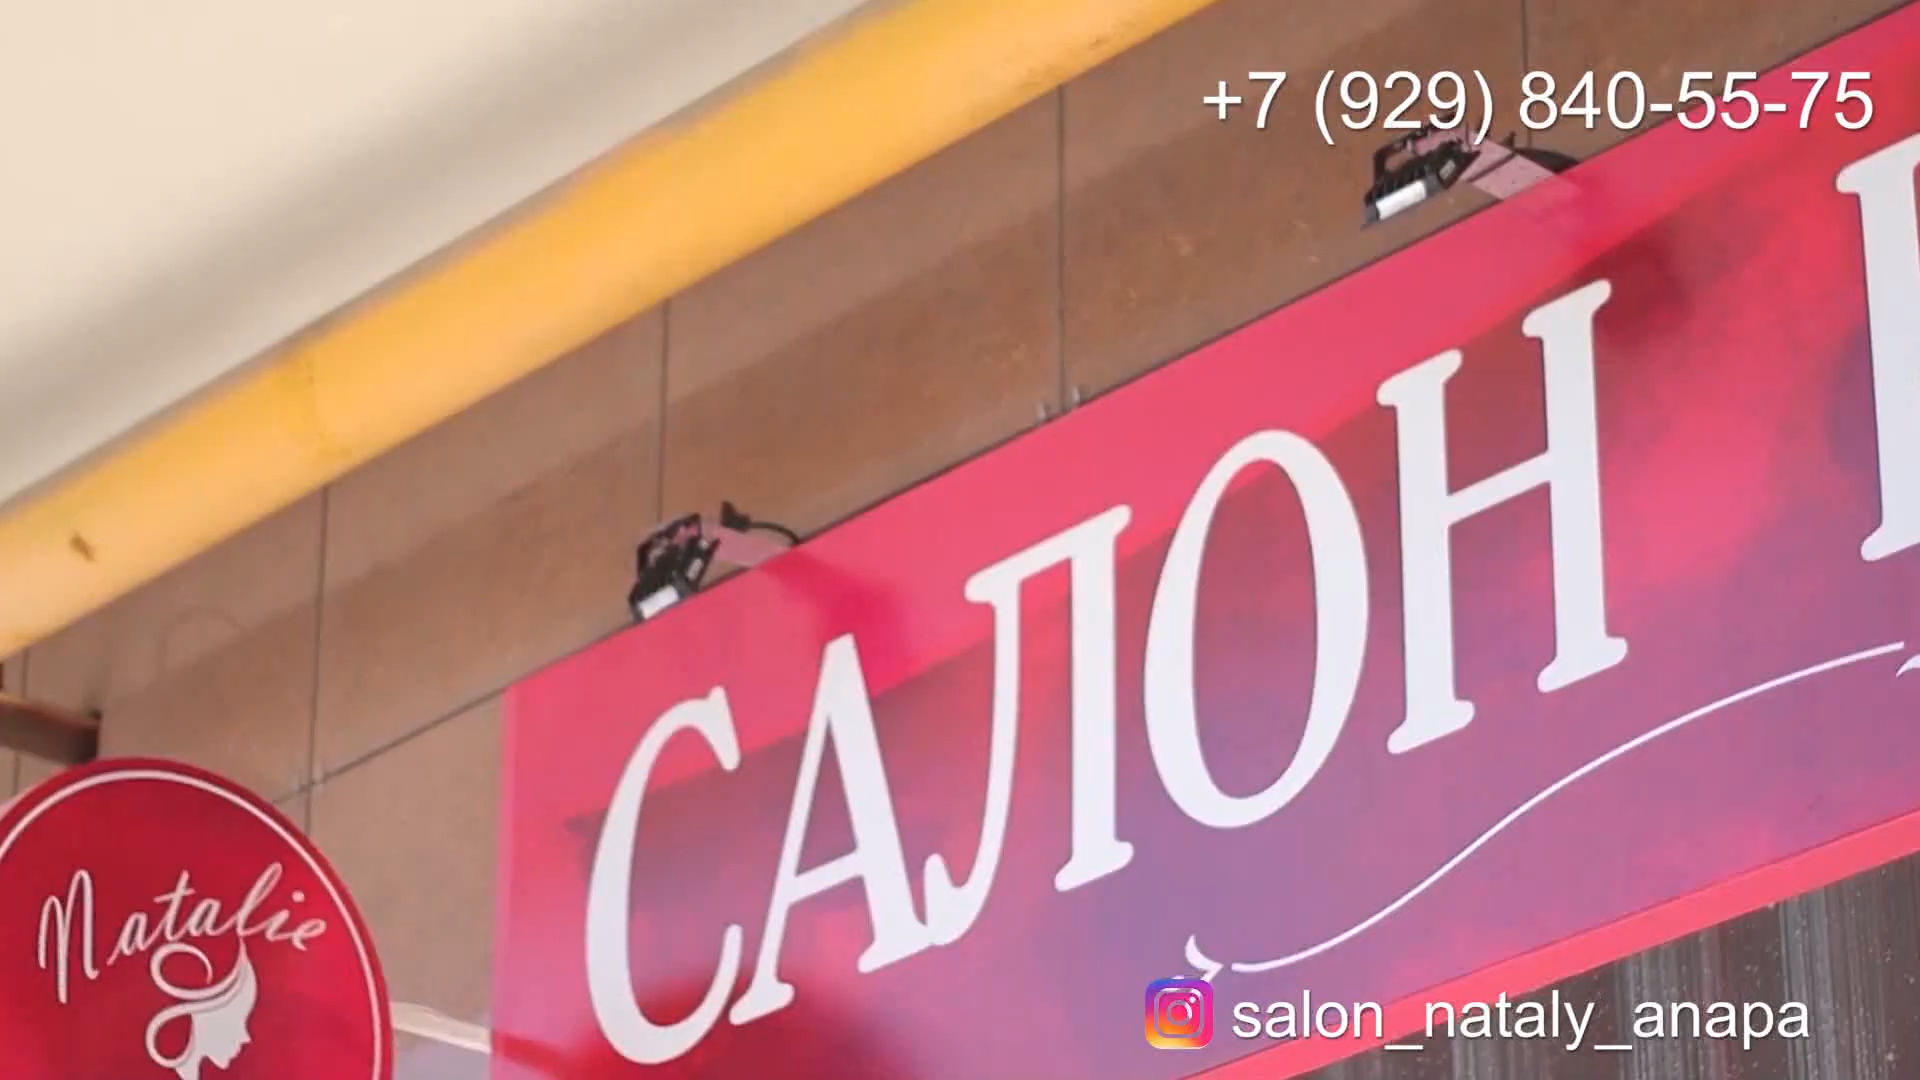 +7 (929) 840-55-75
САЛОН
Natalie
salon_nataly_anapa